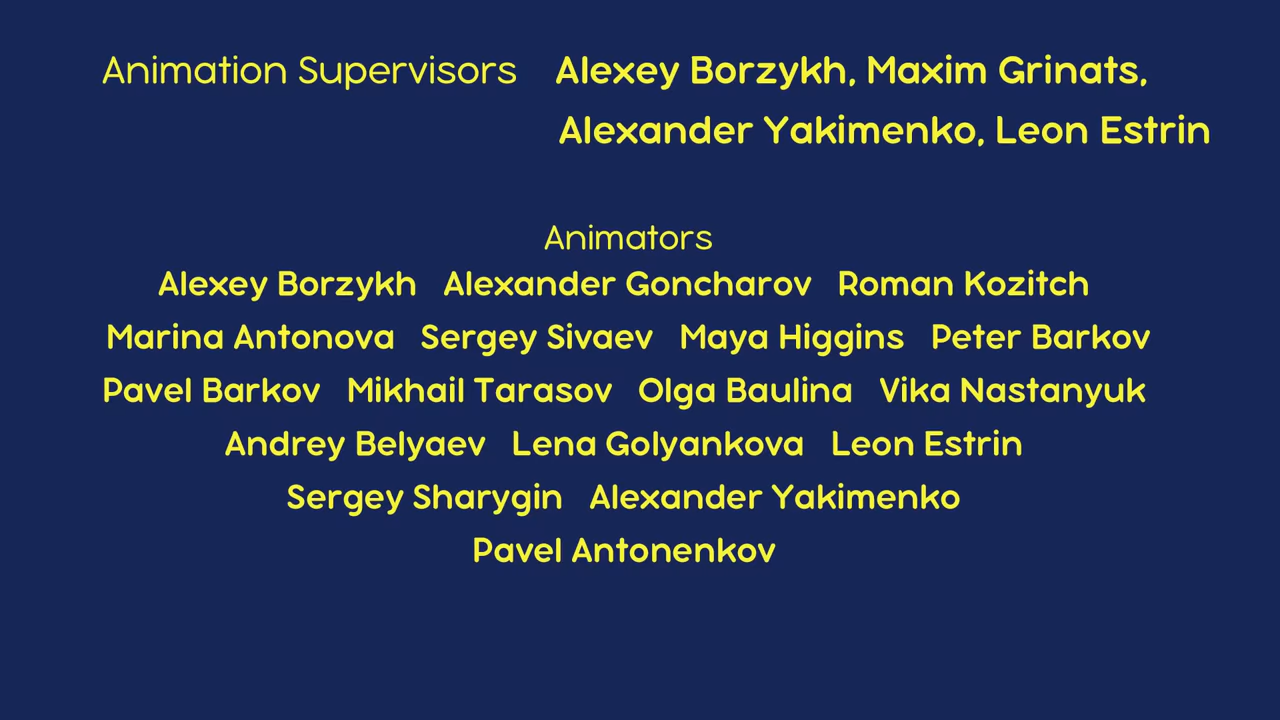 Animation Supervisors Alexey Borzykh, Maxim Grinats,
Alexander Yakimenko, Leon Estrin
Animators
Alexey Borzykh Alexander Goncharov Roman Kozitch
Marina Antonova Sergey Sivaev Maya Higgins Peter Barkov
Pavel Barkov Mikhail Tarasov Olga Baulina Vika Nastanyuk
Andrey Belyaev Lena Golyankova Leon Estrin
Sergey Sharygin Alexander Yakimenko
Pavel Antonenkov